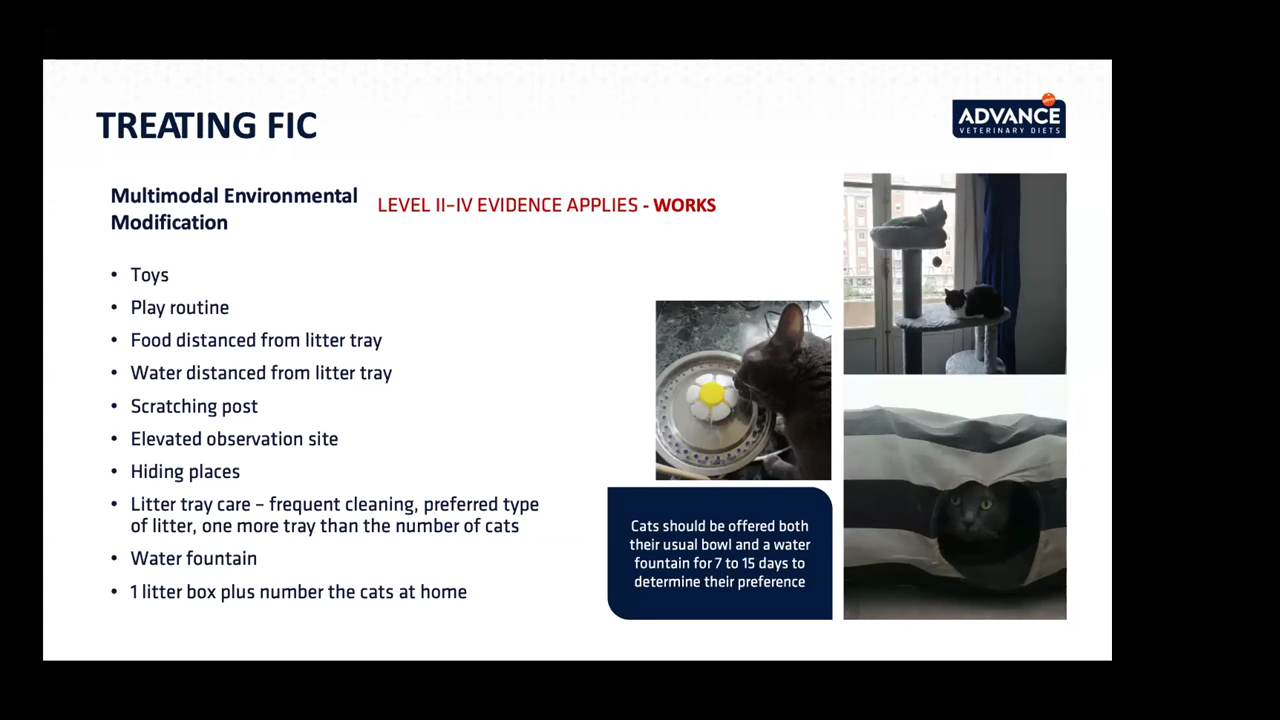 TREATING FIC
ADVANCE
VETERINARY DIETS
Multimodal Environmental
Modification
LEVEL II-IV EVIDENCE APPLIES - WORKS
• Toys
• Play routine
• Food distanced from litter tray
• Water distanced from litter tray
• Scratching post
• Elevated observation site
• Hiding places
• Litter tray care – frequent cleaning, preferred type
of litter, one more tray than the number of cats
• Water fountain
• 1 litter box plus number the cats at home
Cats should be offered both
their usual bowl and a water
fountain for 7 to 15 days to
determine their preference